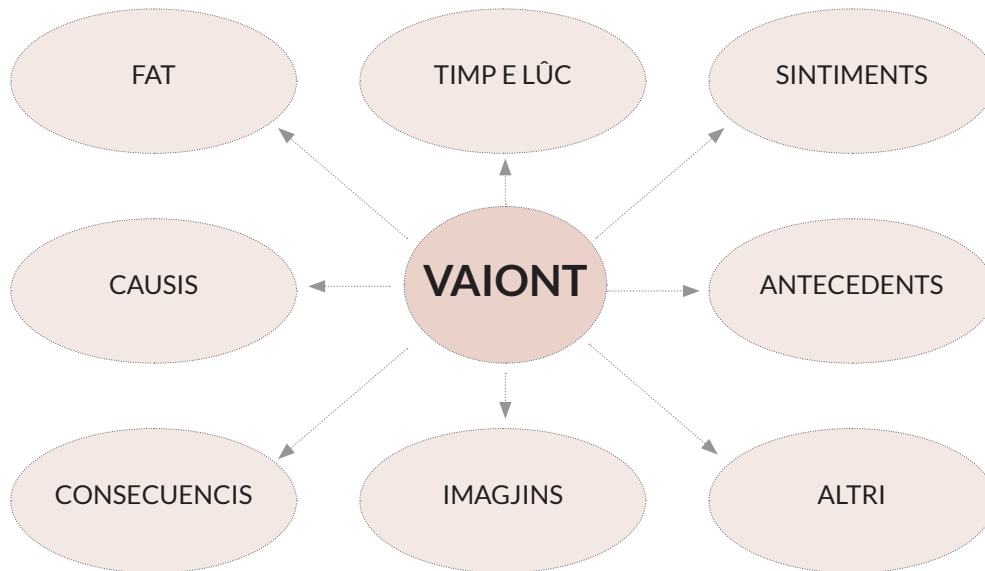 FAT
TIMP E LÛC
SINTIMENTS
CAUSIS
VAIONT
ANTECEDENTS
CONSECUENCIS
IMAGJINS
ALTRI